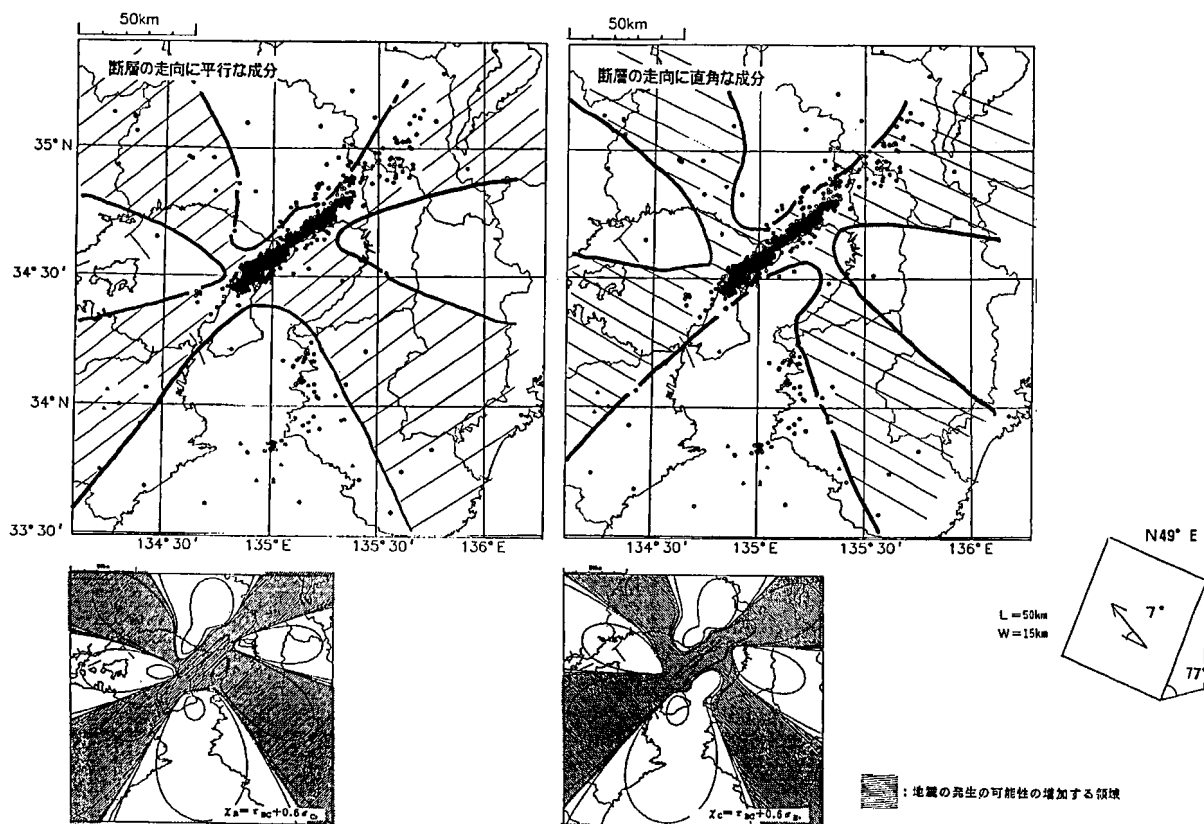 50km
断層の走向に平行な成分
35° N
34° 30'
34° N
33° 30'
134° 30'
135° E
135° 30'
136° E
50km
断層の走向に直角な成分
134° 30'
135° E
135° 30'
136° E
N49° E
L=50km
W=15km
7°
77°
：地震の発生の可能性の増加する領域